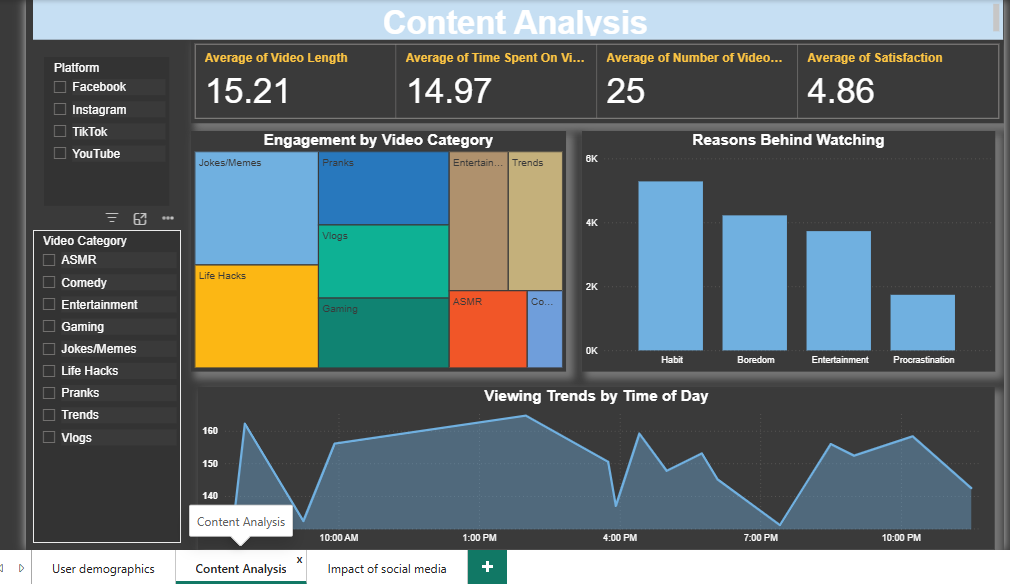 Content Analysis
Platform
Facebook
Instagram
TikTok
YouTube
Average of Video Length
15.21
Average of Time Spent On Vi...
14.97
Average of Number of Video...
25
Average of Satisfaction
4.86
Video Category
ASMR
Comedy
Entertainment
Gaming
Jokes/Memes
Life Hacks
Pranks
Trends
Vlogs
Engagement by Video Category
Jokes/Memes
Pranks
Entertain...
Trends
Vlogs
Life Hacks
Gaming
ASMR
Co...
Reasons Behind Watching
6K
4K
2K
0K
Habit
Boredom
Entertainment
Procrastination
Viewing Trends by Time of Day
160
150
140
10:00 AM
1:00 PM
4:00 PM
7:00 PM
10:00 PM
Content Analysis
User demographics
Content Analysis
x
Impact of social media
+